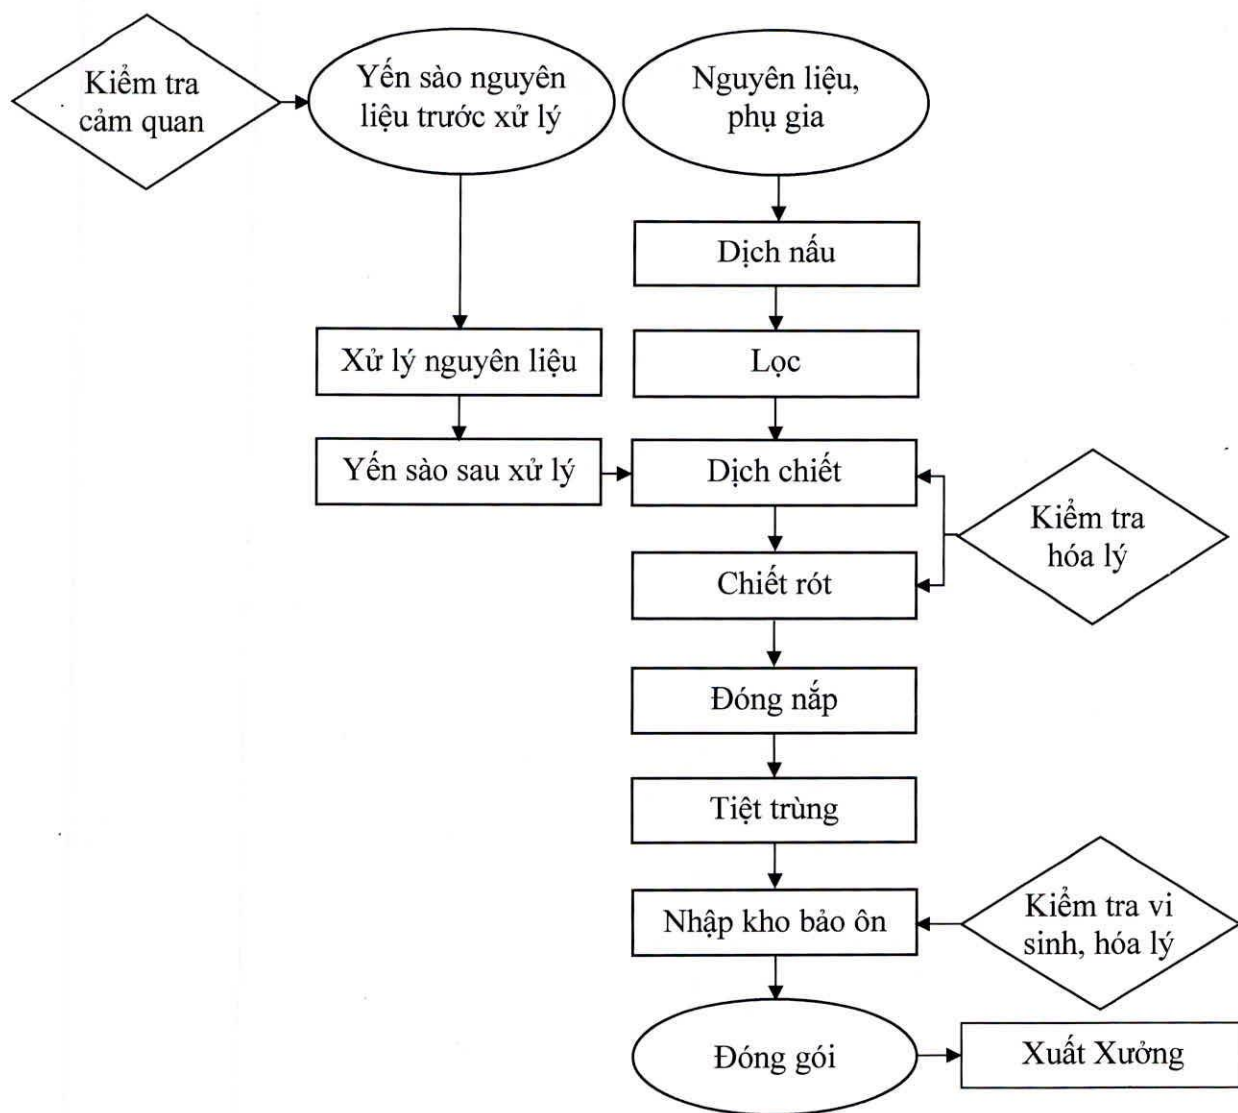 Kiểm tra
cảm quan
Yến sào nguyên
liệu trước xử lý
Nguyên liệu,
phụ gia
Dịch nấu
Xử lý nguyên liệu
Lọc
Yến sào sau xử lý
Dịch chiết
Kiểm tra
hóa lý
Chiết rót
Đóng nắp
Tiệt trùng
Nhập kho bảo ôn
Kiểm tra vi
sinh, hóa lý
Đóng gói
Xuất Xưởng